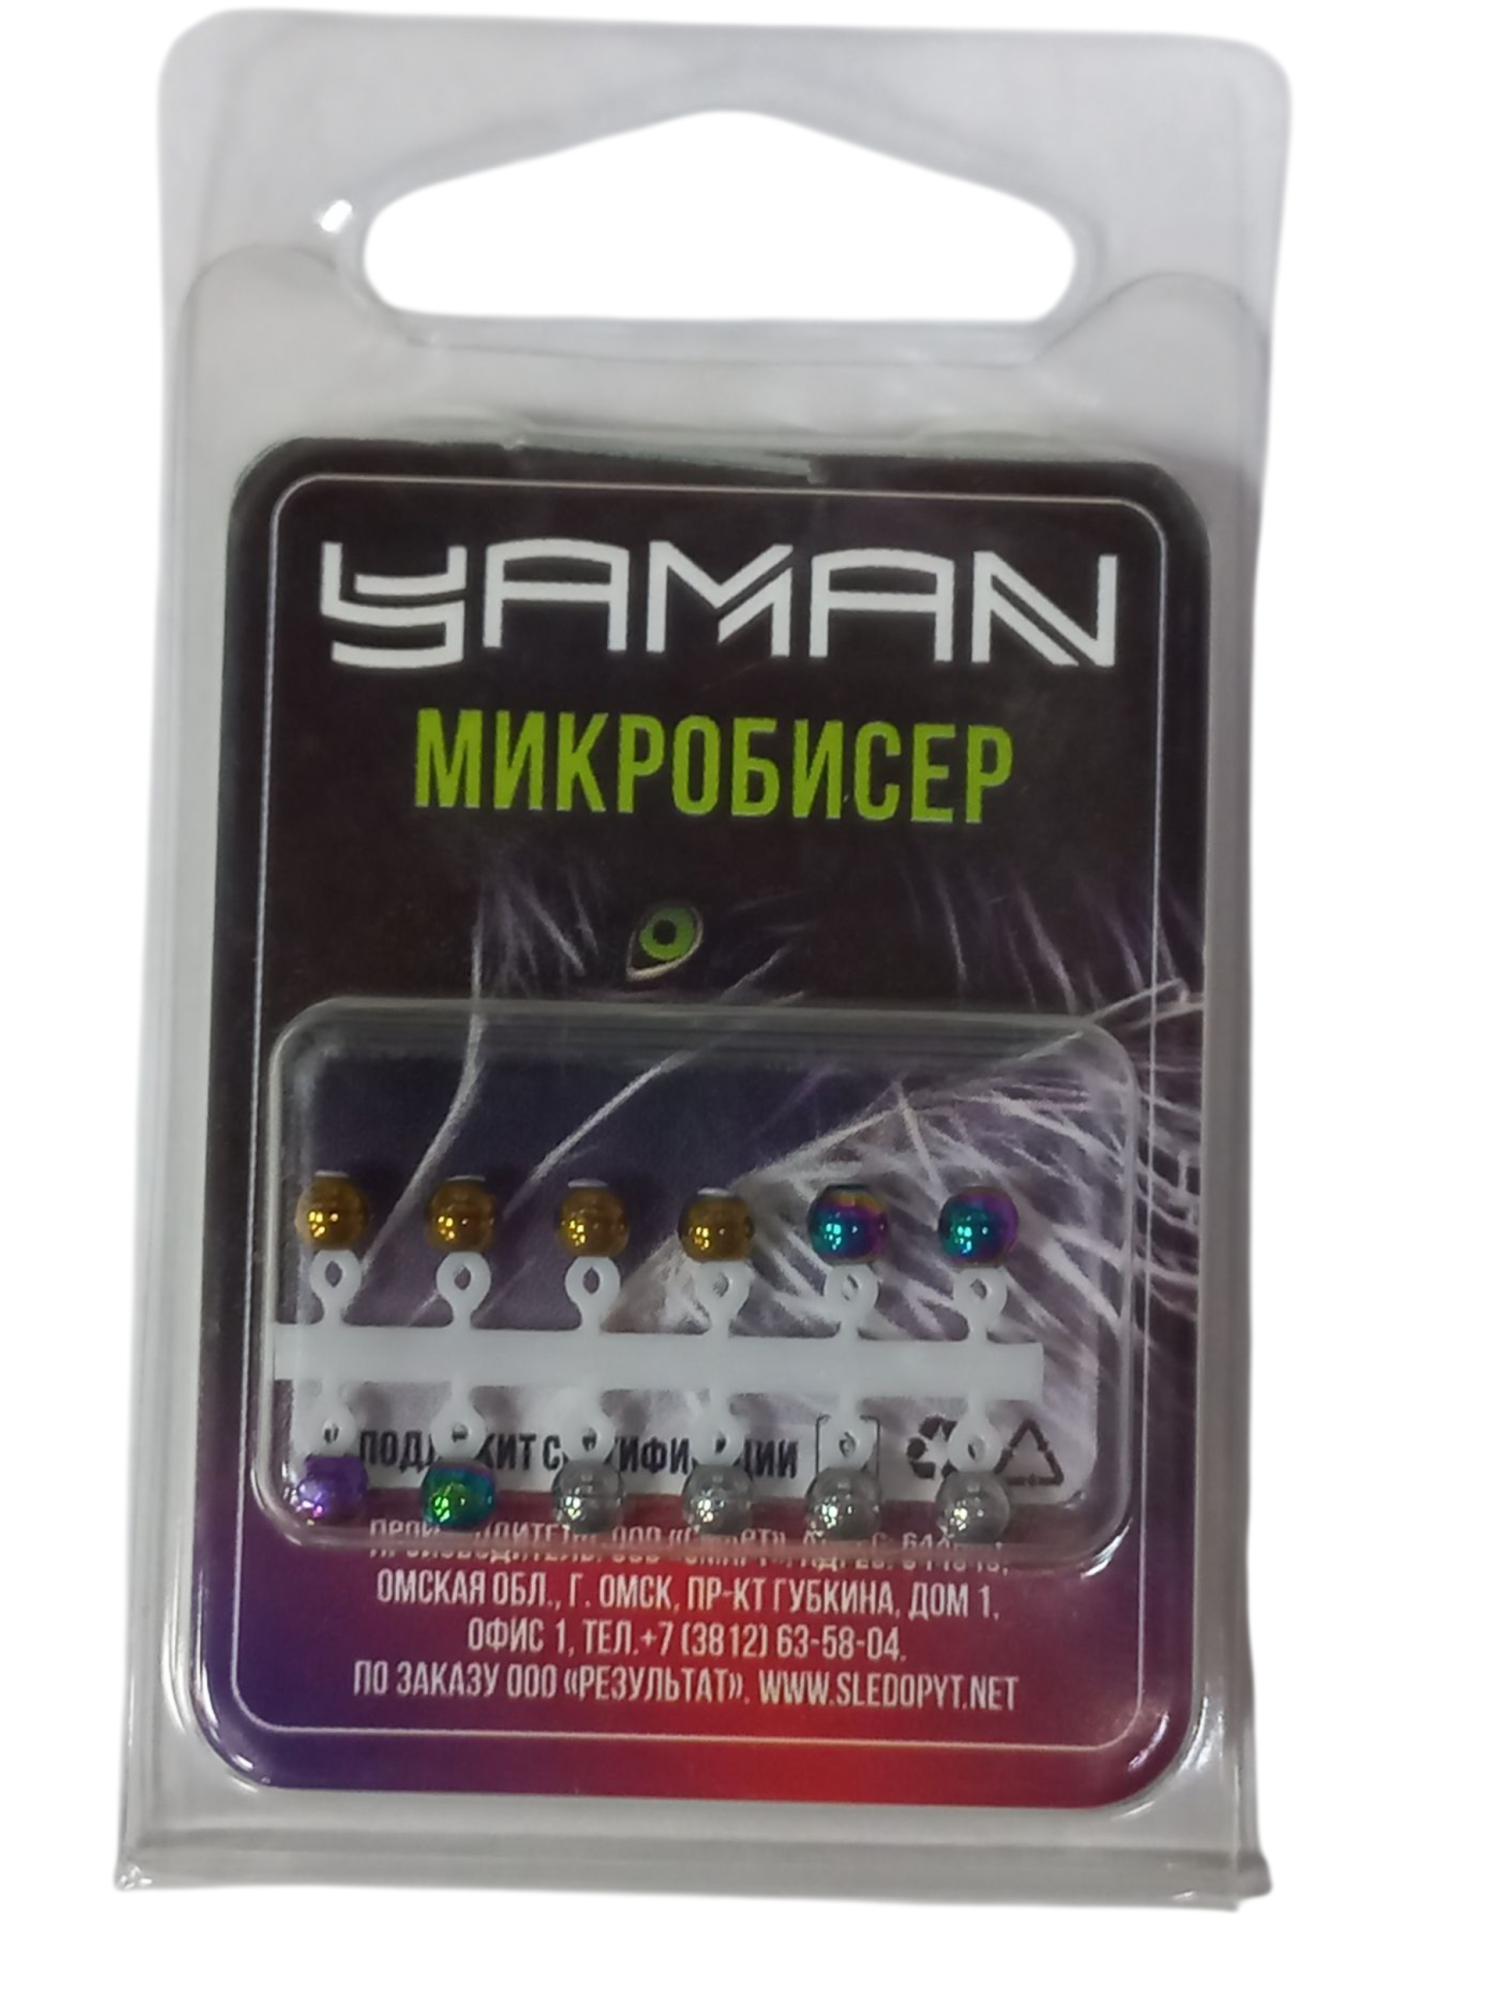 YAMAN
МИКРОБИСЕР
ОМСКАЯ ОБЛ., Г. ОМСК, ПР-КТ ГУБКИНА, ДОМ 1,
ОФИС 1, ТЕЛ.+7 (3812) 63-58-04.
ПО ЗАКАЗУ ООО «РЕЗУЛЬТАТ». WWW.SLEDOPYT.NET